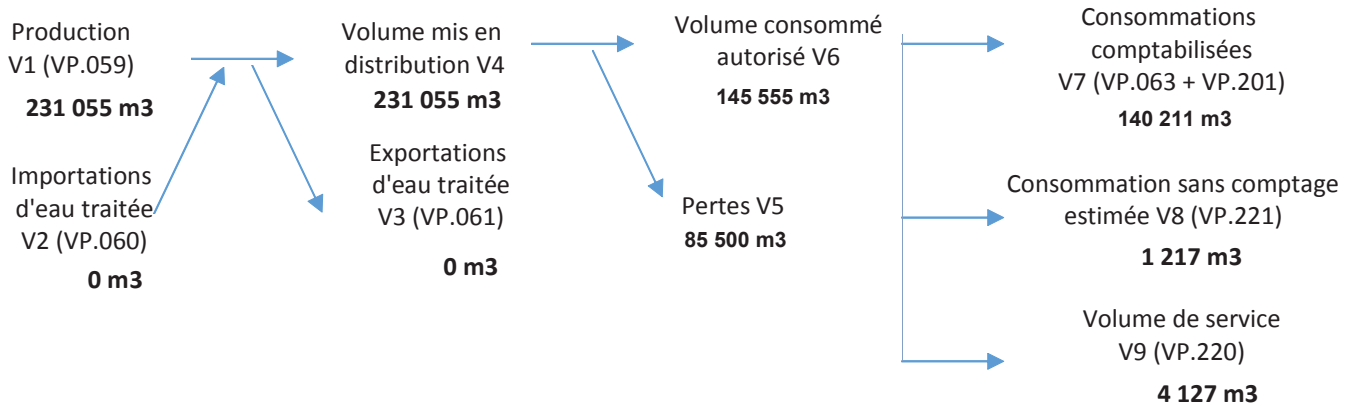 Production
V1 (VP.059)
231 055 m3
Importations
d'eau traitée
V2 (VP.060)
0 m3
Volume mis en
distribution V4
231 055 m3
Exportations
d'eau traitée
V3 (VP.061)
0 m3
Volume consommé
autorisé V6
145 555 m3
Pertes V5
85 500 m3
Consommations
comptabilisées
V7 (VP.063 + VP.201)
140 211 m3
Consommation sans comptage
estimée V8 (VP.221)
1 217 m3
Volume de service
V9 (VP.220)
4 127 m3